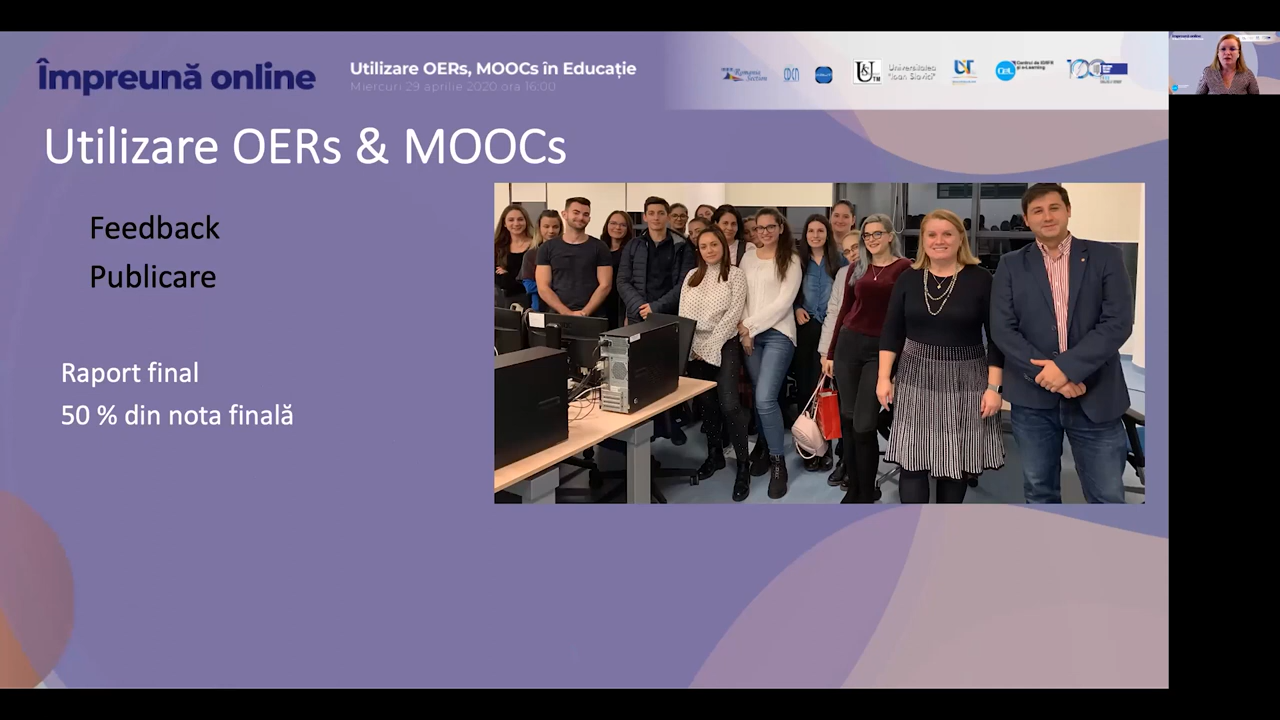 Împreună online
Utilizare OERs, MOOCs în Educație
Miercuri 29 aprilie 2020 ora 16:00
Universitatea
"Ioan Slavici"
Utilizare OERs & MOOCs
Feedback
Publicare
Raport final
50 % din nota finală